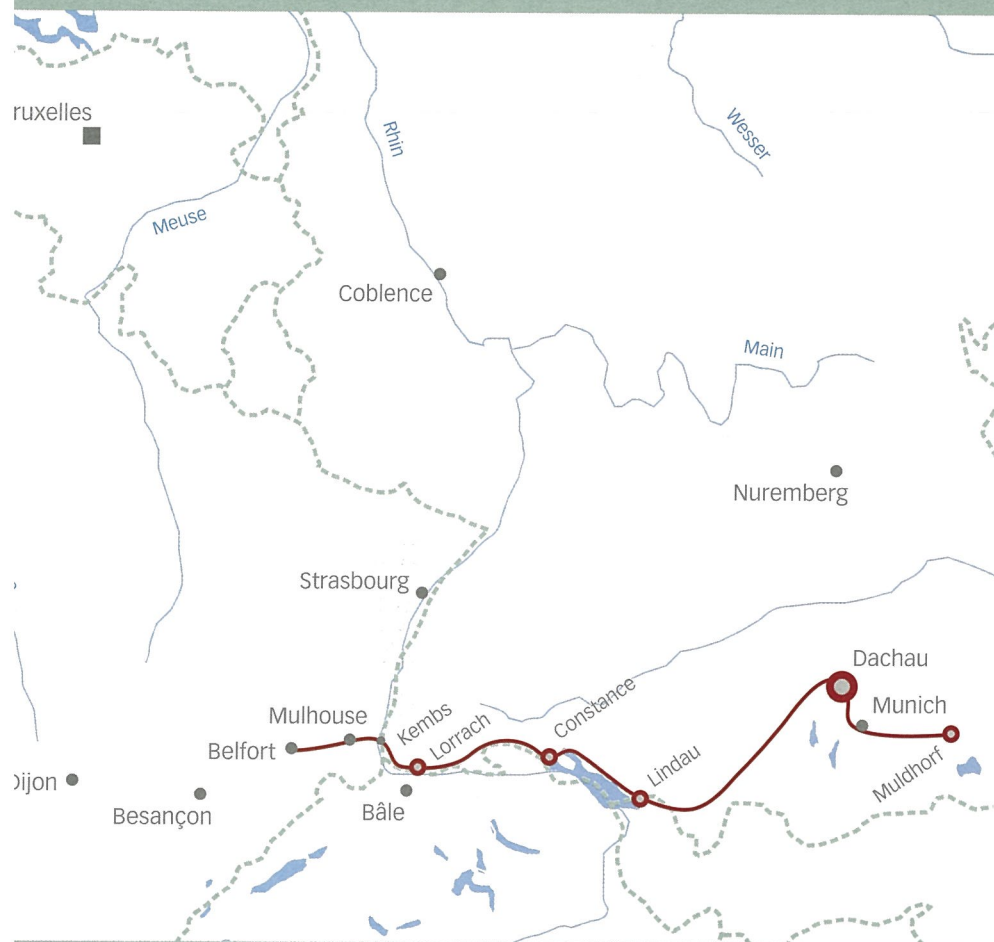 ruxelles
Rhin
Wesser
Meuse
Coblence
Main
Nuremberg
Strasbourg
Dachau
Munich
Mulhouse
Kembs
Constance
Belfort
Lorrach
Lindau
Muldhorf
Dijon
Besançon
Bâle